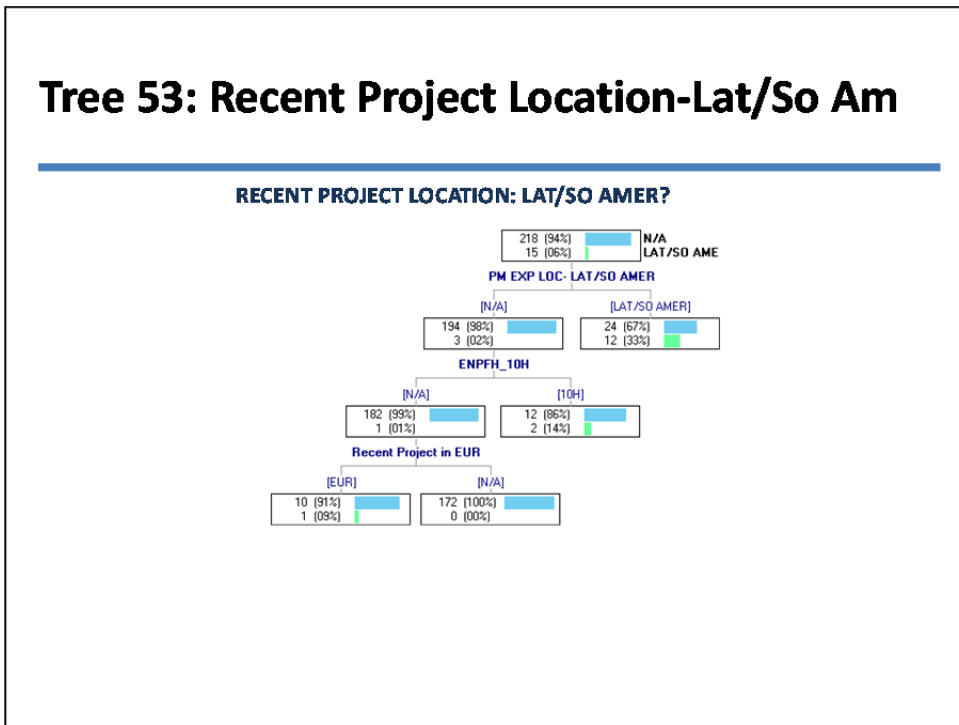 Tree 53: Recent Project Location-Lat/So Am
RECENT PROJECT LOCATION: LAT/SO AMER?
218 (94%) N/A
15 (06%) LAT/SO AME
PM EXP LOC- LAT/SO AMER
[N/A] [LAT/SO AMER]
194 (98%) 24 (67%)
3 (02%) 12 (33%)
ENPFH_10H
[N/A] [10H]
182 (99%) 12 (86%)
1 (01%) 2 (14%)
Recent Project in EUR
[EUR] [N/A]
10 (91%) 172 (100%)
1 (09%) 0 (00%)